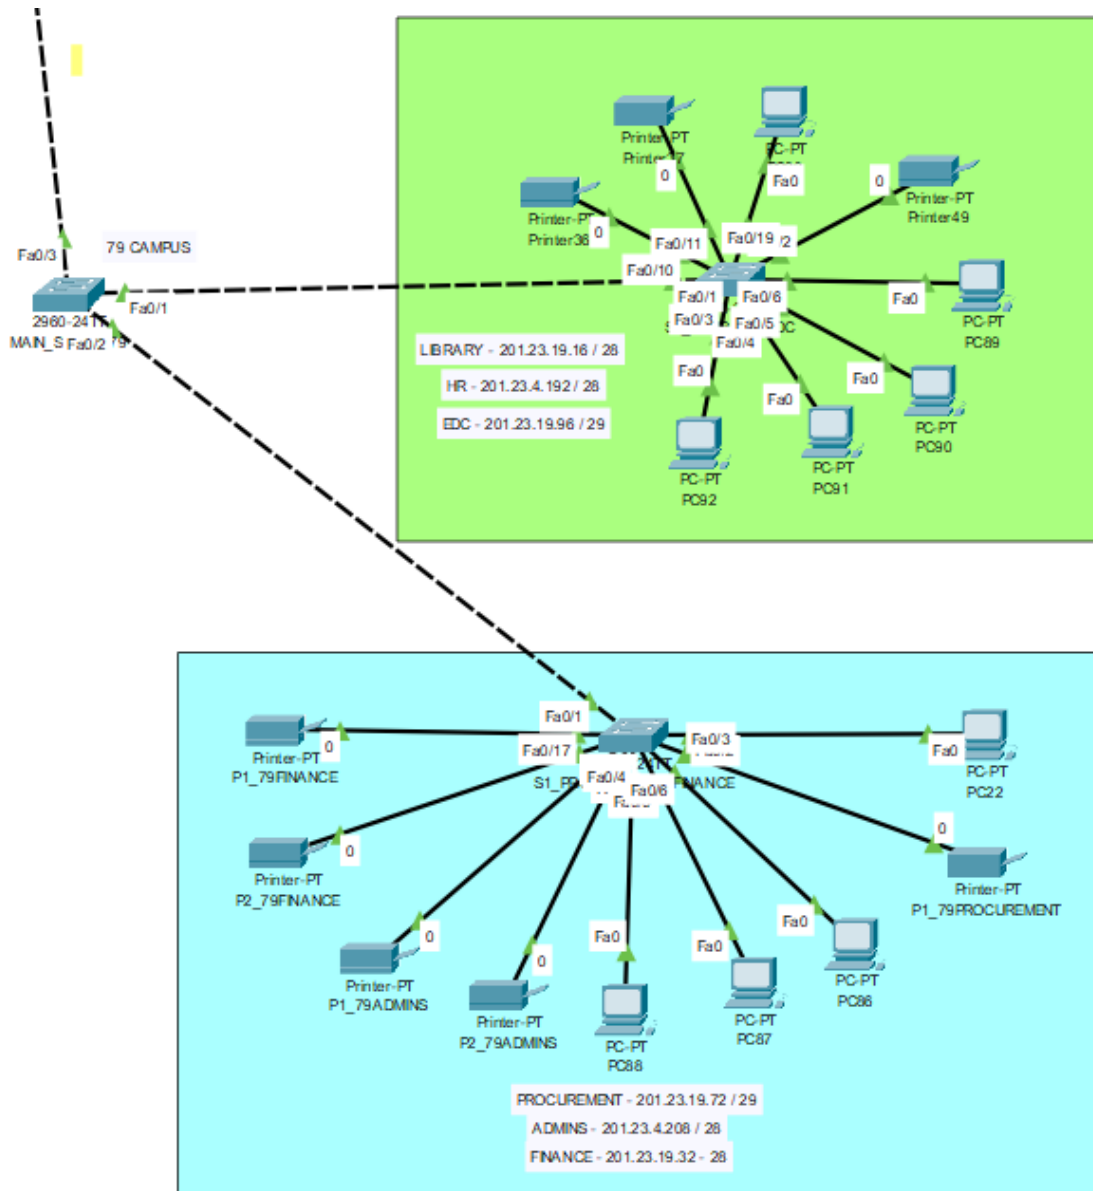 Printer-PT
PC-PT
Printer-PT
Printer49
Printer-PT
Printer36
0
Fa0
0
0
Fa0/3
79 CAMPUS
Fa0/11
Fa0/19
/2
Fa0/10
Fa0/1
Fa0/1
Fa0/6
Fa0
Fa0/2
Fa0/3
Fa0/5
Fa0/4
PC-PT
PC89
LIBRARY - 201.23.19.16 / 28
HR - 201.23.4.192 / 28
EDC - 201.23.19.96 / 29
Fa0
Fa0
Fa0
PC-PT
PC90
PC-PT
PC91
PC-PT
PC92
Fa0/1
Fa0/17
Fa0/3
0
Fa0
Printer-PT
P1_79FINANCE
S1_
FINANCE
PC-PT
PC22
Fa0/4
Fa0/6
0
0
Printer-PT
P2_79FINANCE
Printer-PT
P1_79PROCUREMENT
0
0
Fa0
Fa0
Fa0
Printer-PT
P1_79ADMINS
Printer-PT
P2_79ADMINS
PC-PT
PC88
PC-PT
PC87
PC-PT
PC86
PROCUREMENT - 201.23.19.72 / 29
ADMINS - 201.23.4.208 / 28
FINANCE - 201.23.19.32 - 28